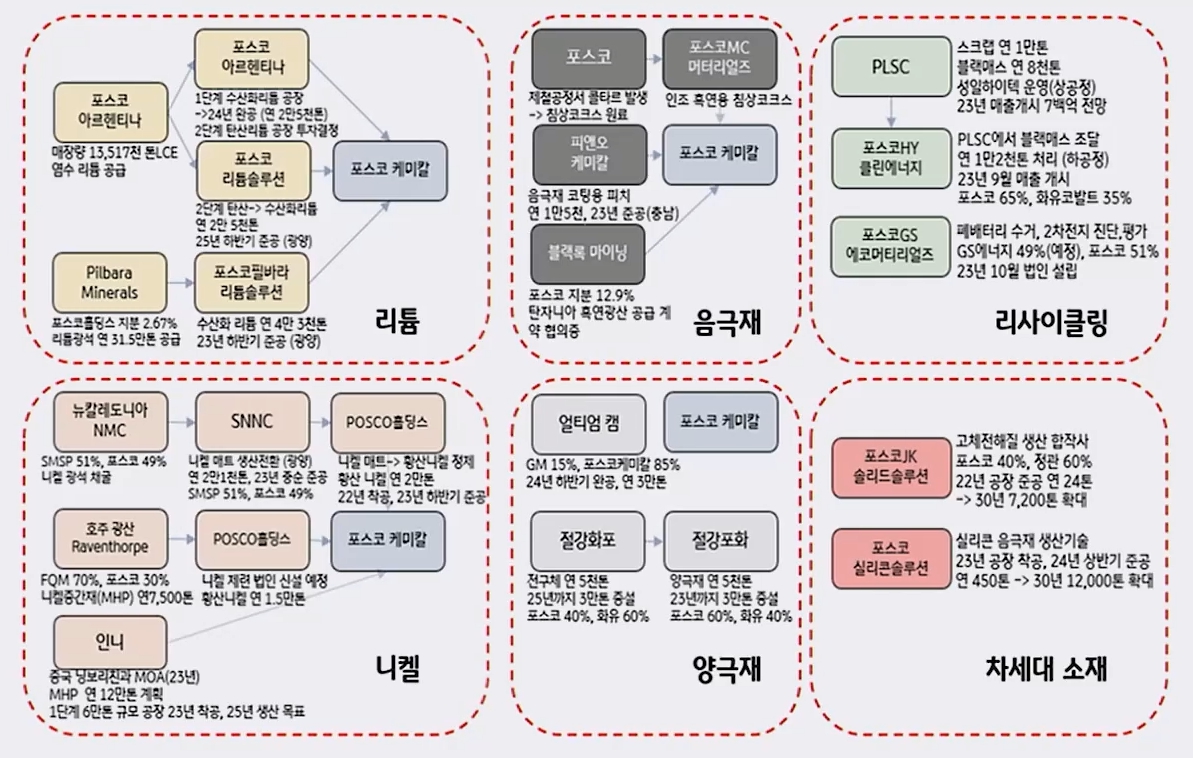 포스코
아르헨티나
매장량 13,517천 톤LCE
염수 리튬 공급
포스코
아르헨티나
1단계 수산화리튬 공장
->24년 완공 (연 2만5천톤)
2단계 탄산리튬 공장 투자결정
포스코
리튬솔루션
2단계 탄산-> 수산화리튬
연 2만 5천톤
25년 하반기 준공 (광양)
포스코 케미칼
Pilbara
Minerals
포스코홀딩스 지분 2.67%
리튬광석 연 31.5만톤 공급
포스코필바라
리튬솔루션
수산화 리튬 연 4만 3천톤
23년 하반기 준공 (광양)
리튬
포스코
제철공정서 콜타르 발생
-> 침상코크스 원료
포스코MC
머터리얼즈
인조 흑연용 침상코크스
피앤오
케미칼
음극재 코팅용 피치
연 1만5천, 23년 준공(충남)
포스코 케미칼
블랙록 마이닝
포스코 지분 12.9%
탄자니아 흑연광산 공급 계
약 협의중
음극재
PLSC
스크랩 연 1만톤
블랙매스 연 8천톤
성일하이텍 운영(상공정)
23년 매출개시 7백억 전망
포스코HY
클린에너지
PLSC에서 블랙매스 조달
연 1만2천톤 처리 (하공정)
23년 9월 매출 개시
포스코 65%, 화유코발트 35%
포스코GS
에코머티리얼즈
폐배터리 수거, 2차전지 진단,평가
GS에너지 49%(예정), 포스코 51%
23년 10월 법인 설립
리사이클링
뉴칼레도니아
NMC
SMSP 51%, 포스코 49%
니켈 광석 채굴
SNNC
니켈 매트 생산전환 (광양)
연 2만1천톤, 23년 중순 준공
SMSP 51%, 포스코 49%
POSCO홀딩스
니켈 매트-> 황산니켈 정제
황산 니켈 연 2만톤
22년 착공, 23년 하반기 준공
호주 광산
Raventhorpe
FQM 70%, 포스코 30%
니켈중간재(MHP) 연7,500톤
POSCO홀딩스
니켈 제련 법인 신설 예정
황산니켈 연 1.5만톤
포스코 케미칼
인니
중국 닝보리친과 MOA(23년)
MHP 연 12만톤 계획
1단계 6만톤 규모 공장 23년 착공, 25년 생산 목표
니켈
얼티엄 캠
GM 15%, 포스코케미칼 85%
24년 하반기 완공, 연 3만톤
포스코 케미칼
절강화포
전구체 연 5천톤
25년까지 3만톤 증설
포스코 40%, 화유 60%
절강포화
양극재 연 5천톤
23년까지 3만톤 증설
포스코 60%, 화유 40%
양극재
포스코JK
솔리드솔루션
고체전해질 생산 합작사
포스코 40%, 정관 60%
22년 공장 준공 연 24톤
-> 30년 7,200톤 확대
포스코
실리콘솔루션
실리콘 음극재 생산기술
23년 공장 착공, 24년 상반기 준공
연 450톤 -> 30년 12,000톤 확대
차세대 소재